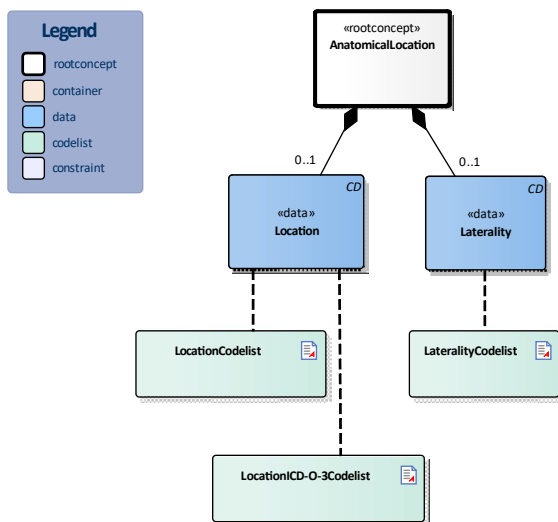 Legend
rootconcept
container
data
codelist
constraint
«rootconcept»
AnatomicalLocation
0..1
0..1
CD
«data»
Location
CD
«data»
Laterality
LocationCodelist
LateralityCodelist
LocationICD-O-3Codelist